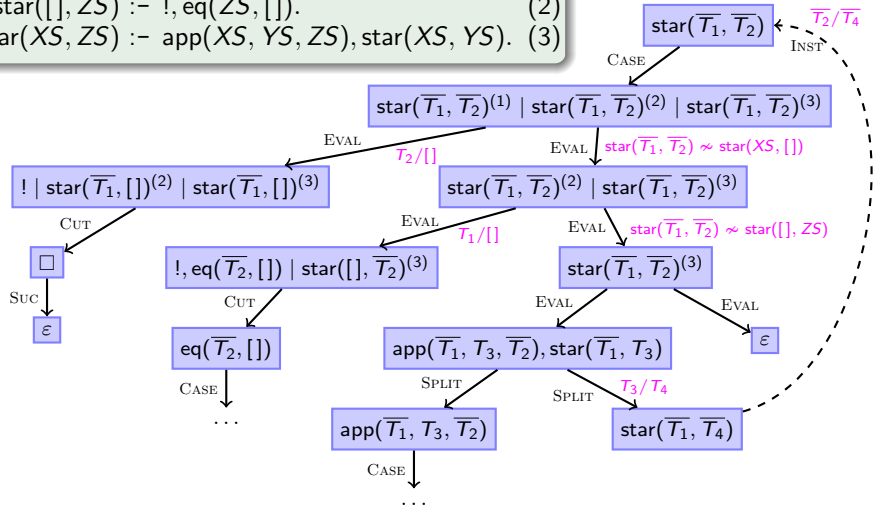 star([], ZS) :- !, eq(ZS, []). (2)
ar(XS, ZS) :- app(XS, YS, ZS), star(XS, YS). (3)
star(T̅₁, T̅₂)
T̅₂/T̅₄
INST
CASE
star(T̅₁, T̅₂)⁽¹⁾ | star(T̅₁, T̅₂)⁽²⁾ | star(T̅₁, T̅₂)⁽³⁾
EVAL
T₂/[]
EVAL
star(T̅₁, T̅₂) ≁ star(XS, [])
! | star(T̅₁, [])⁽²⁾ | star(T̅₁, [])⁽³⁾
star(T̅₁, T̅₂)⁽²⁾ | star(T̅₁, T̅₂)⁽³⁾
CUT
EVAL
T₁/[]
EVAL
star(T̅₁, T̅₂) ≁ star([], ZS)
□
!, eq(T̅₂, []) | star([], T̅₂)⁽³⁾
star(T̅₁, T̅₂)⁽³⁾
SUC
CUT
EVAL
EVAL
ε
eq(T̅₂, [])
app(T̅₁, T₃, T̅₂), star(T̅₁, T₃)
ε
CASE
SPLIT
SPLIT
T₃/T₄
...
app(T̅₁, T₃, T̅₂)
star(T̅₁, T̅₄)
CASE
...